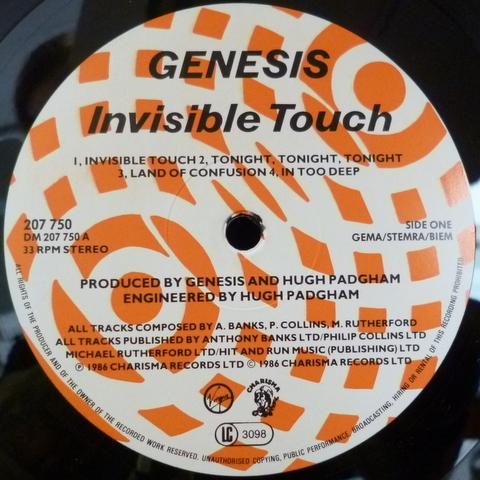 GENESIS
Invisible Touch
1, INVISIBLE TOUCH 2, TONIGHT, TONIGHT, TONIGHT
3, LAND OF CONFUSION 4, IN TOO DEEP
207 750
DM 207 750 A
33 RPM STEREO
SIDE ONE
GEMA/STEMRA/BIEM
PRODUCED BY GENESIS AND HUGH PADGHAM
ENGINEERED BY HUGH PADGHAM
ALL TRACKS COMPOSED BY A. BANKS, P. COLLINS, M. RUTHERFORD
ALL TRACKS PUBLISHED BY ANTHONY BANKS LTD/PHILIP COLLINS LTD
MICHAEL RUTHERFORD LTD/HIT AND RUN MUSIC (PUBLISHING) LTD
℗ 1986 CHARISMA RECORDS LTD © 1986 CHARISMA RECORDS LTD
Virgin
CHARISMA
LC 3098
ALL RIGHTS OF THE PRODUCER AND OF THE OWNER OF THE RECORDED WORK RESERVED. UNAUTHORISED COPYING, PUBLIC PERFORMANCE, BROADCASTING, HIRING OR RENTAL OF THIS RECORDING PROHIBITED